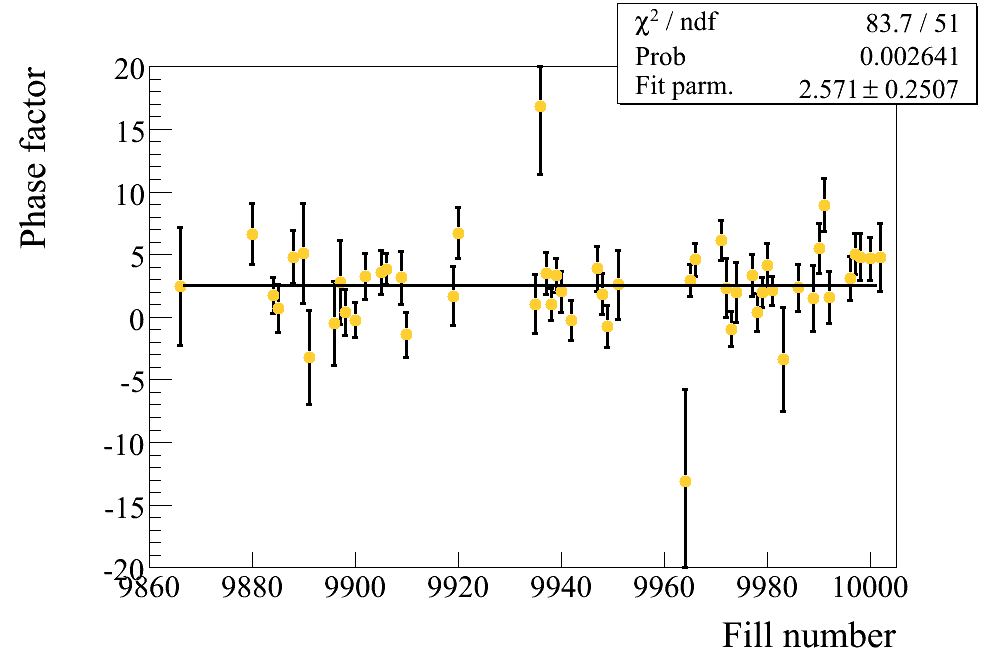 χ² / ndf 83.7 / 51
Prob 0.002641
Fit parm. 2.571 ± 0.2507
Phase factor
20
15
10
5
0
-5
-10
-15
-20
9860 9880 9900 9920 9940 9960 9980 10000
Fill number